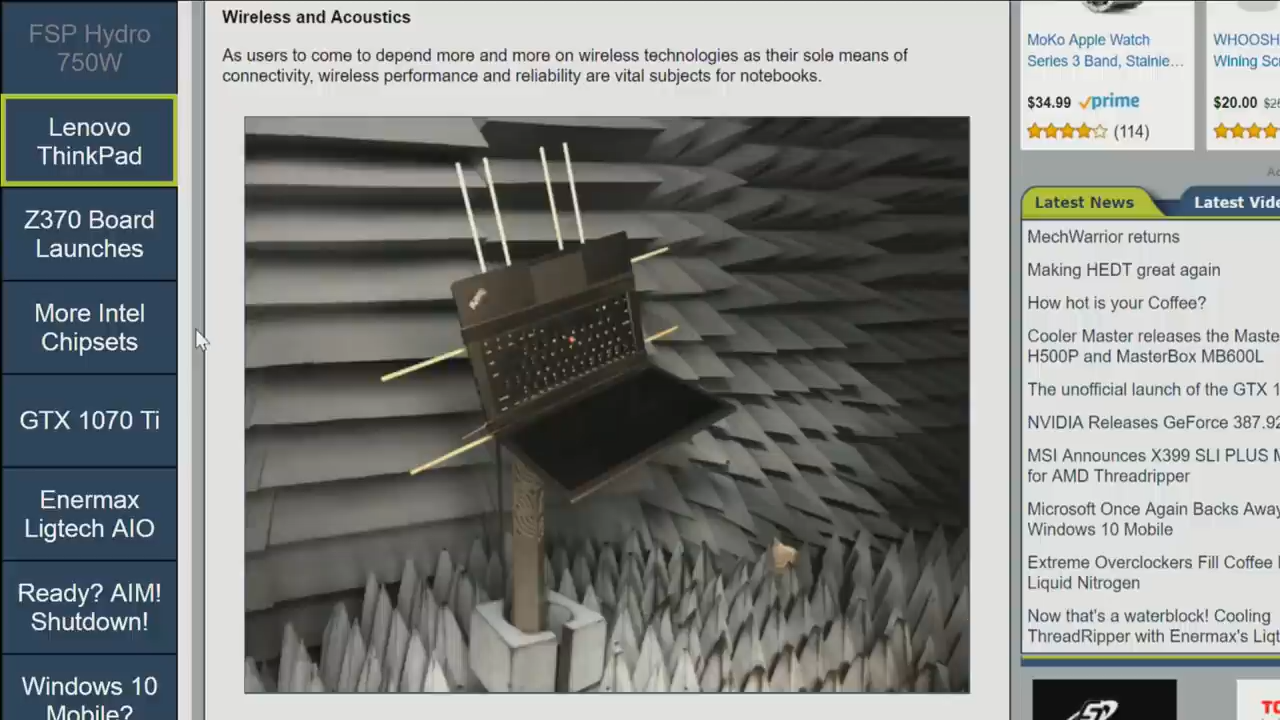 FSP Hydro
750W
Lenovo
ThinkPad
Z370 Board
Launches
More Intel
Chipsets
GTX 1070 Ti
Enermax
Ligtech AIO
Ready? AIM!
Shutdown!
Windows 10
Mobile?
Wireless and Acoustics
As users to come to depend more and more on wireless technologies as their sole means of
connectivity, wireless performance and reliability are vital subjects for notebooks.
MoKo Apple Watch
Series 3 Band, Stainle…
$34.99 prime
(114)
WHOOSH
Wining Sc
$20.00
Latest News
Latest Vide
MechWarrior returns
Making HEDT great again
How hot is your Coffee?
Cooler Master releases the Maste
H500P and MasterBox MB600L
The unofficial launch of the GTX 1
NVIDIA Releases GeForce 387.92
MSI Announces X399 SLI PLUS M
for AMD Threadripper
Microsoft Once Again Backs Away
Windows 10 Mobile
Extreme Overclockers Fill Coffee
Liquid Nitrogen
Now that's a waterblock! Cooling
ThreadRipper with Enermax's Liqt